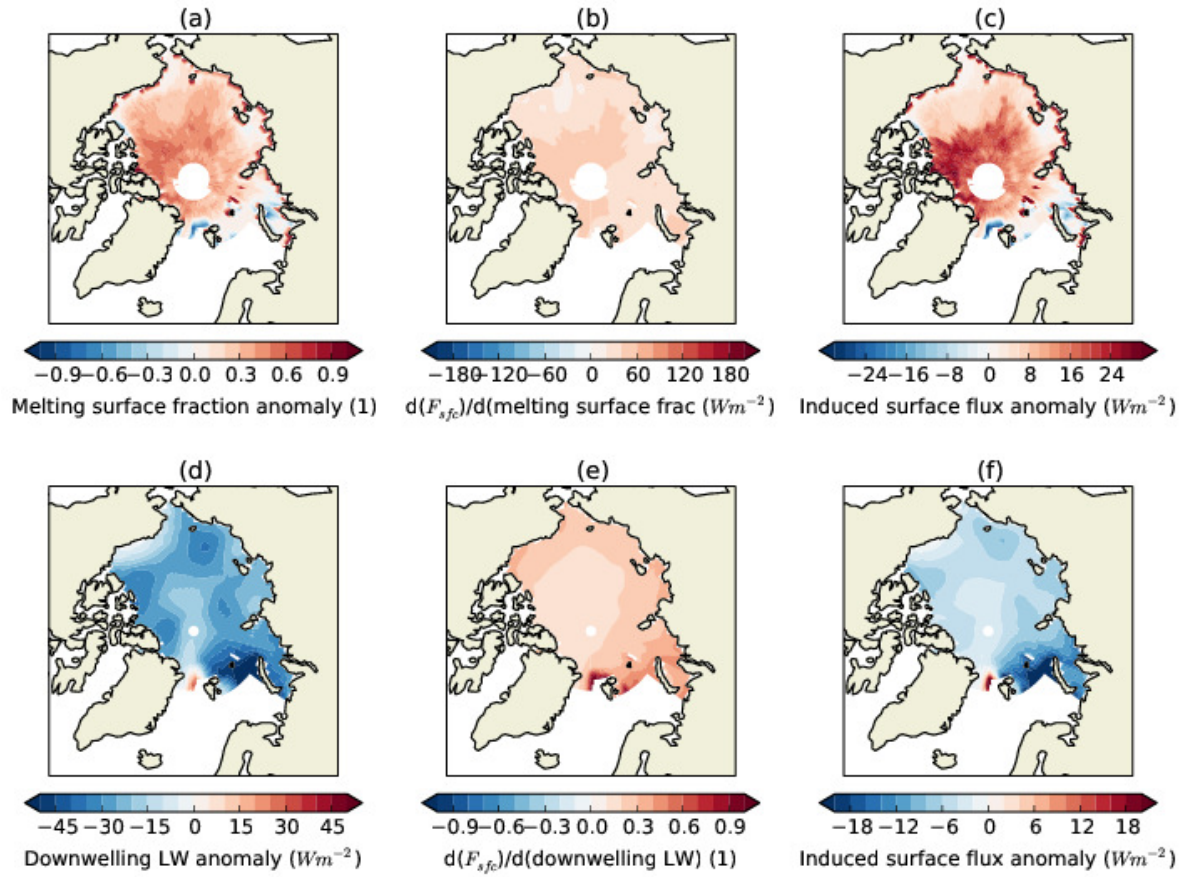 (a) (b) (c)
−0.9 −0.6 −0.3 0.0 0.3 0.6 0.9 −180 −120 −60 0 60 120 180 −24 −16 −8 0 8 16 24
Melting surface fraction anomaly (1) d(F_sfc)/d(melting surface frac (Wm⁻²) Induced surface flux anomaly (Wm⁻²)
(d) (e) (f)
−45 −30 −15 0 15 30 45 −0.9 −0.6 −0.3 0.0 0.3 0.6 0.9 −18 −12 −6 0 6 12 18
Downwelling LW anomaly (Wm⁻²) d(F_sfc)/d(downwelling LW) (1) Induced surface flux anomaly (Wm⁻²)